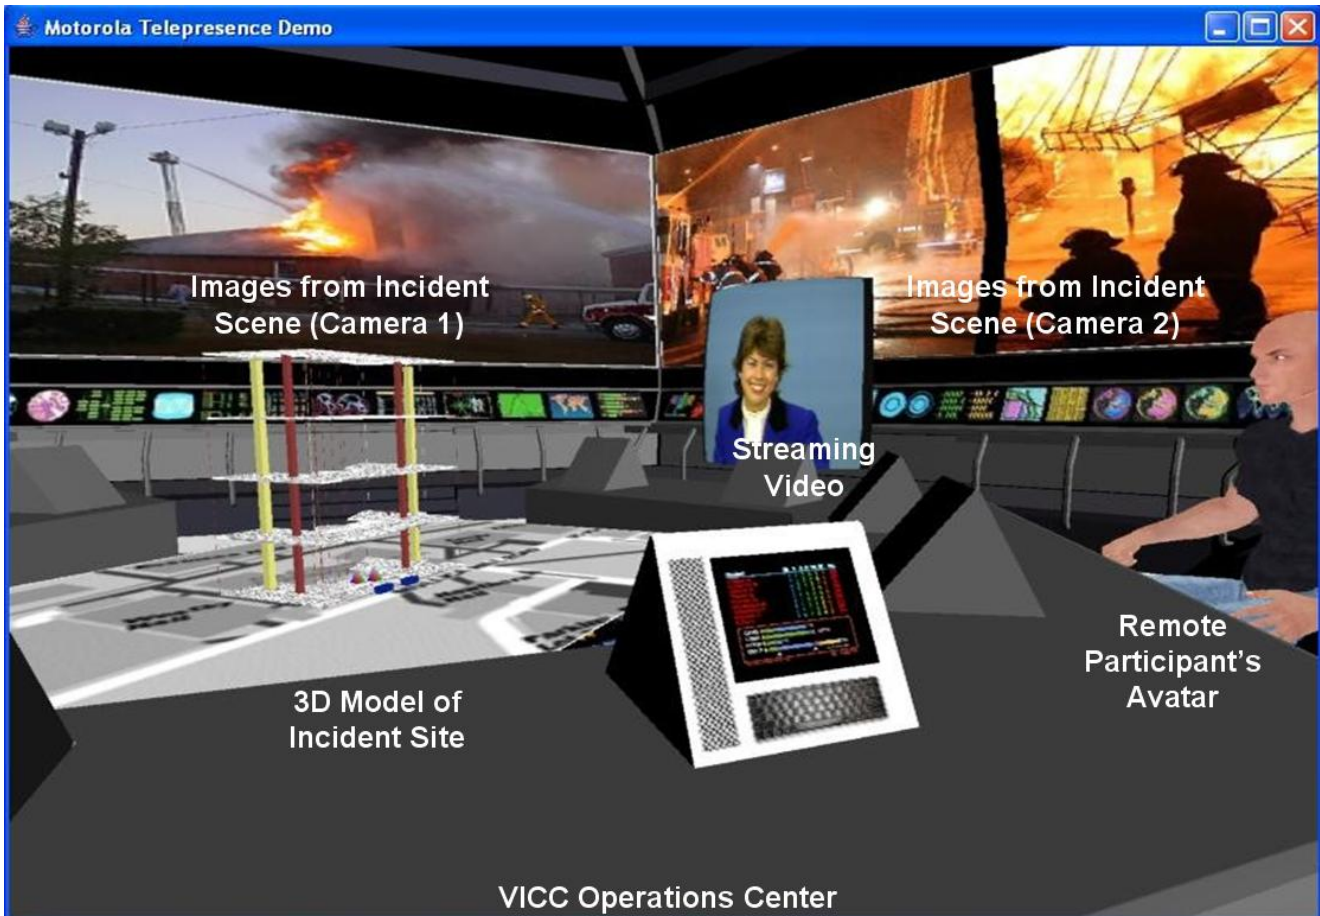 Motorola Telepresence Demo
Images from Incident
Scene (Camera 1)
Images from Incident
Scene (Camera 2)
Streaming
Video
Remote
Participant's
Avatar
3D Model of
Incident Site
VICC Operations Center